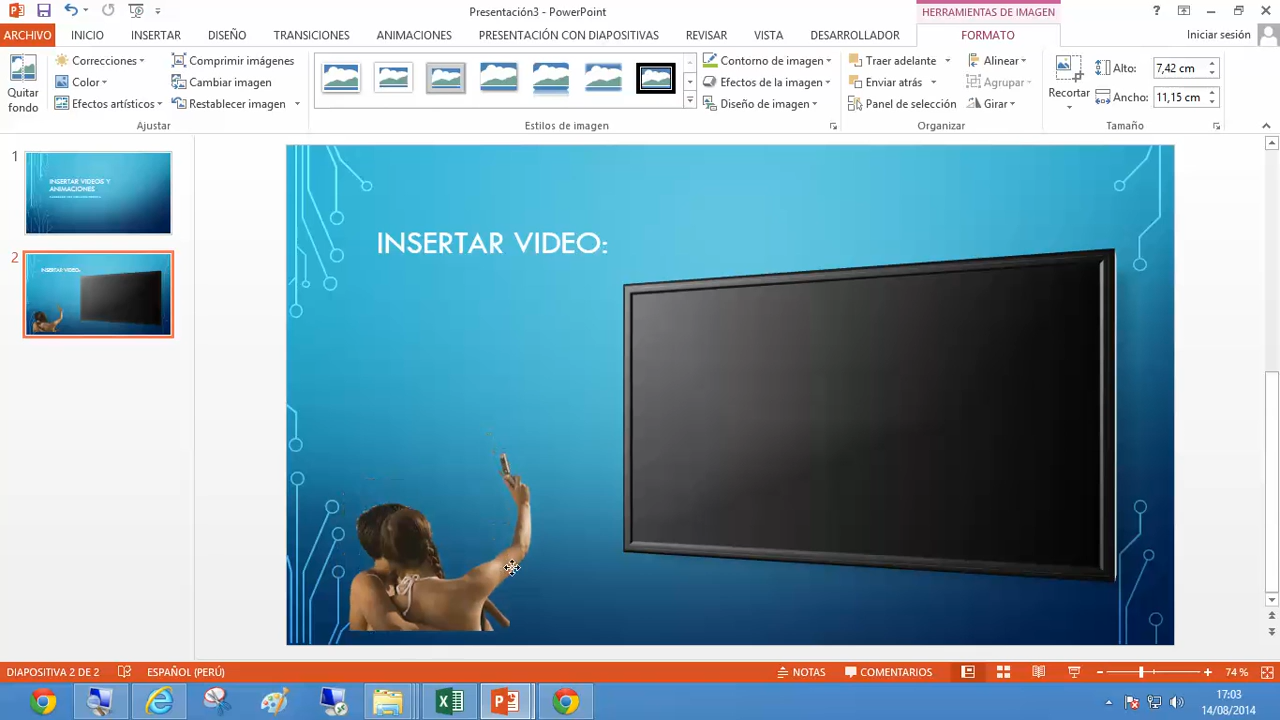 Presentación3 - PowerPoint
HERRAMIENTAS DE IMAGEN
?
ARCHIVO INICIO INSERTAR DISEÑO TRANSICIONES ANIMACIONES PRESENTACIÓN CON DIAPOSITIVAS REVISAR VISTA DESARROLLADOR FORMATO Iniciar sesión
Quitar fondo
Correcciones
Color
Efectos artísticos
Comprimir imágenes
Cambiar imagen
Restablecer imagen
Ajustar
Estilos de imagen
Contorno de imagen
Efectos de la imagen
Diseño de imagen
Traer adelante
Enviar atrás
Panel de selección
Alinear
Agrupar
Girar
Organizar
Recortar
Alto: 7,42 cm
Ancho: 11,15 cm
Tamaño
1
INSERTAR VIDEOS Y
ANIMACIONES
2
INSERTAR VIDEO:
INSERTAR VIDEO:
DIAPOSITIVA 2 DE 2 ESPAÑOL (PERÚ) NOTAS COMENTARIOS 74 %
17:03
14/08/2014